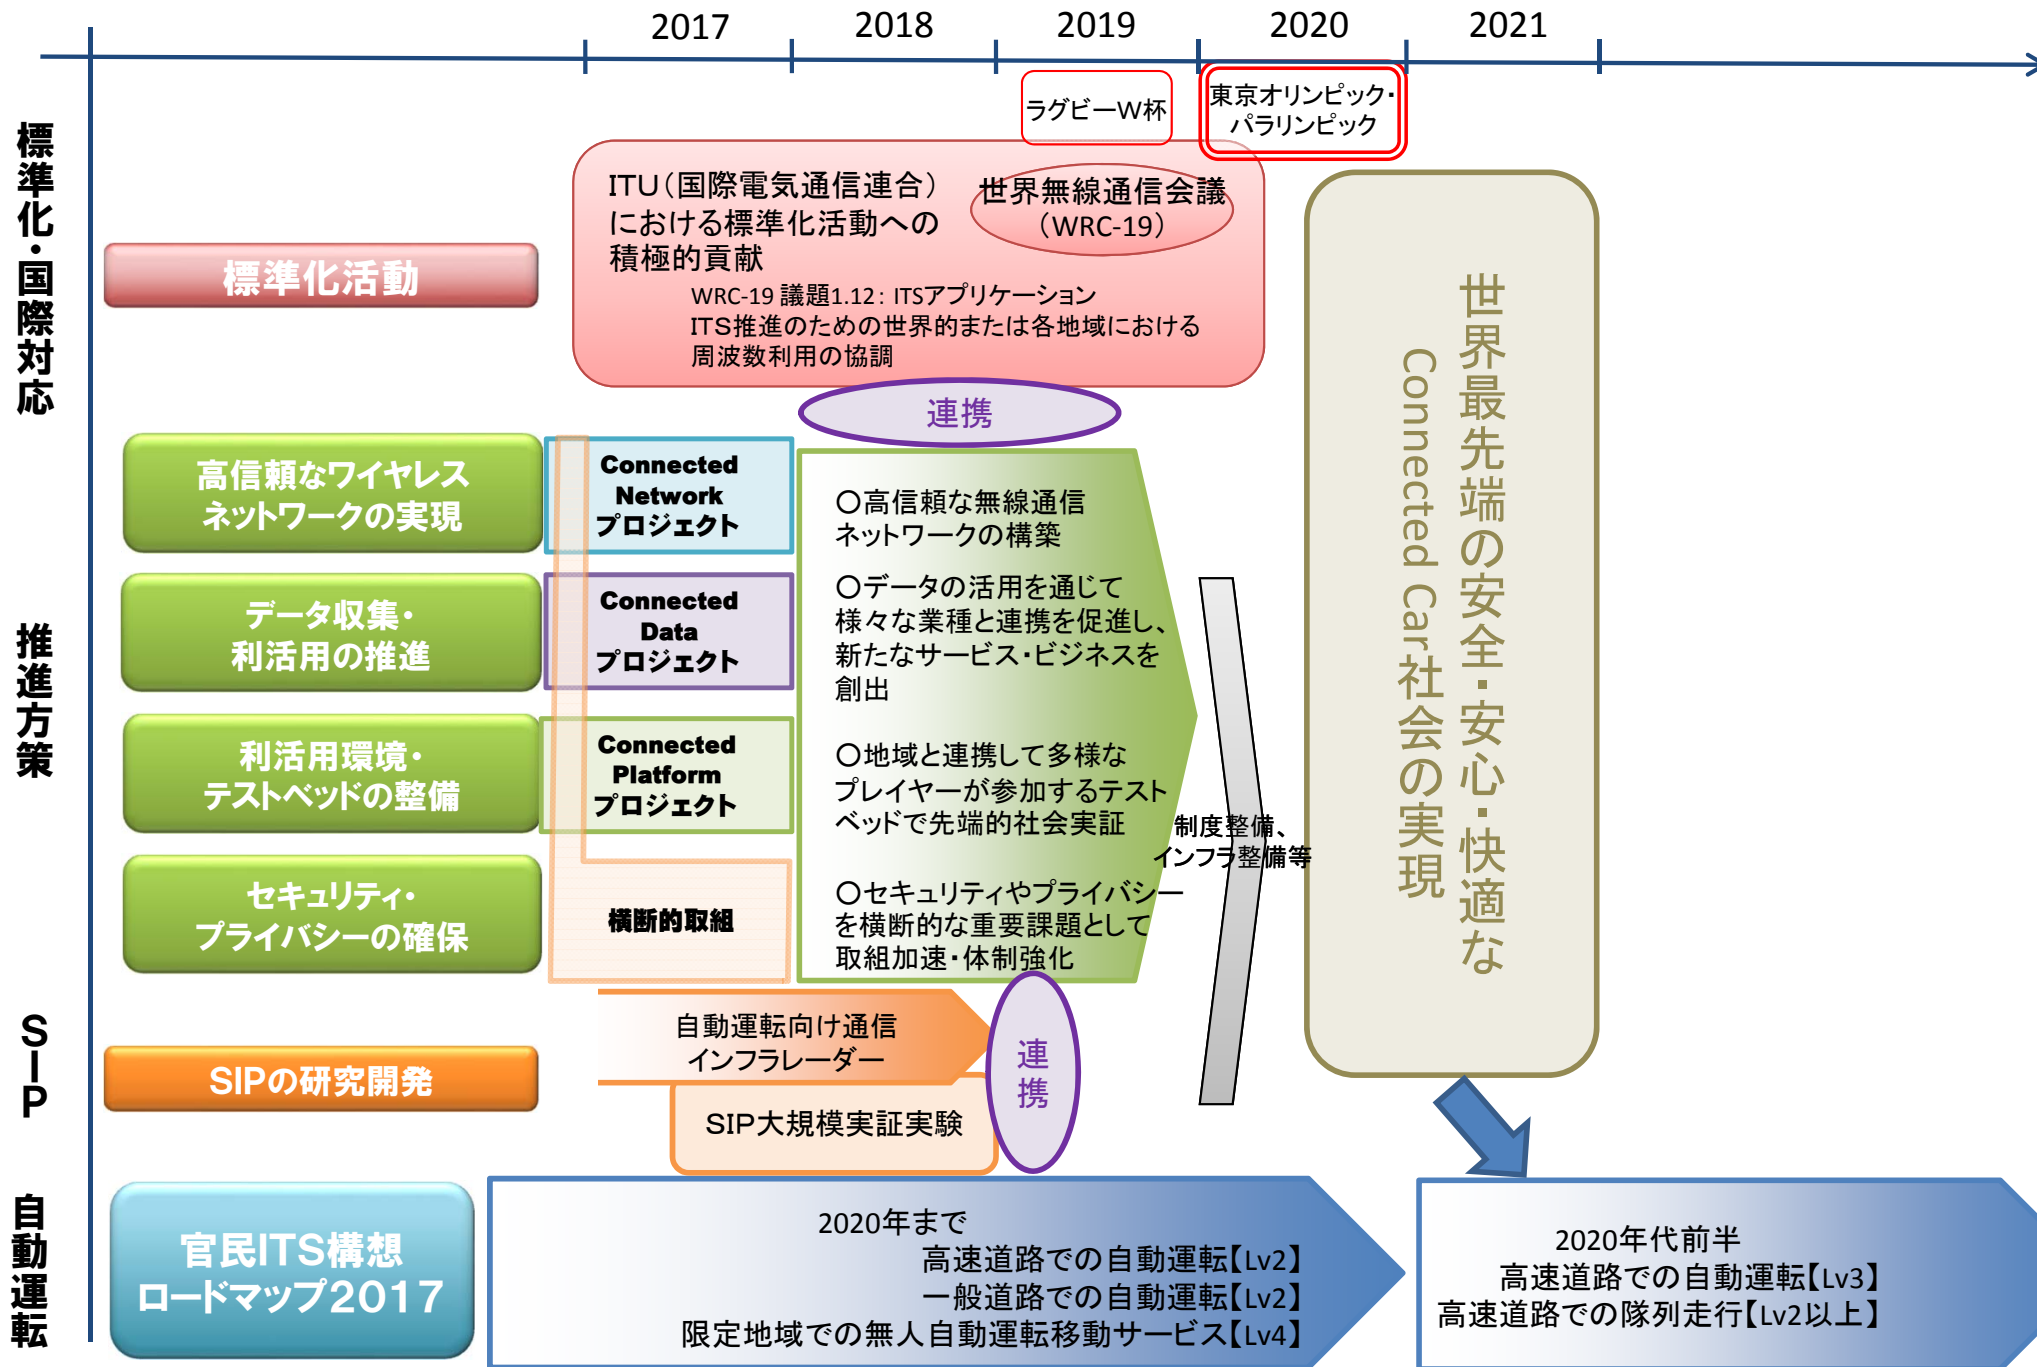 2017
2018
2019
2020
2021
ラグビーW杯
東京オリンピック・
パラリンピック
標準化・国際対応
標準化活動
ITU(国際電気通信連合)
における標準化活動への
積極的貢献
世界無線通信会議
(WRC-19)
WRC-19 議題1.12: ITSアプリケーション
ITS推進のための世界的または各地域における
周波数利用の協調
連携
推進方策
高信頼なワイヤレス
ネットワークの実現
データ収集・
利活用の推進
利活用環境・
テストベッドの整備
セキュリティ・
プライバシーの確保
Connected
Network
プロジェクト
Connected
Data
プロジェクト
Connected
Platform
プロジェクト
横断的取組
○高信頼な無線通信
ネットワークの構築
○データの活用を通じて
様々な業種と連携を促進し、
新たなサービス・ビジネスを
創出
○地域と連携して多様な
プレイヤーが参加するテスト
ベッドで先端的社会実証
○セキュリティやプライバシー
を横断的な重要課題として
取組加速・体制強化
制度整備、
インフラ整備等
世界最先端の安全・安心・快適な
Connected Car社会の実現
SIP
SIPの研究開発
自動運転向け通信
インフラレーダー
SIP大規模実証実験
連携
自動運転
官民ITS構想
ロードマップ2017
2020年まで
高速道路での自動運転【Lv2】
一般道路での自動運転【Lv2】
限定地域での無人自動運転移動サービス【Lv4】
2020年代前半
高速道路での自動運転【Lv3】
高速道路での隊列走行【Lv2以上】